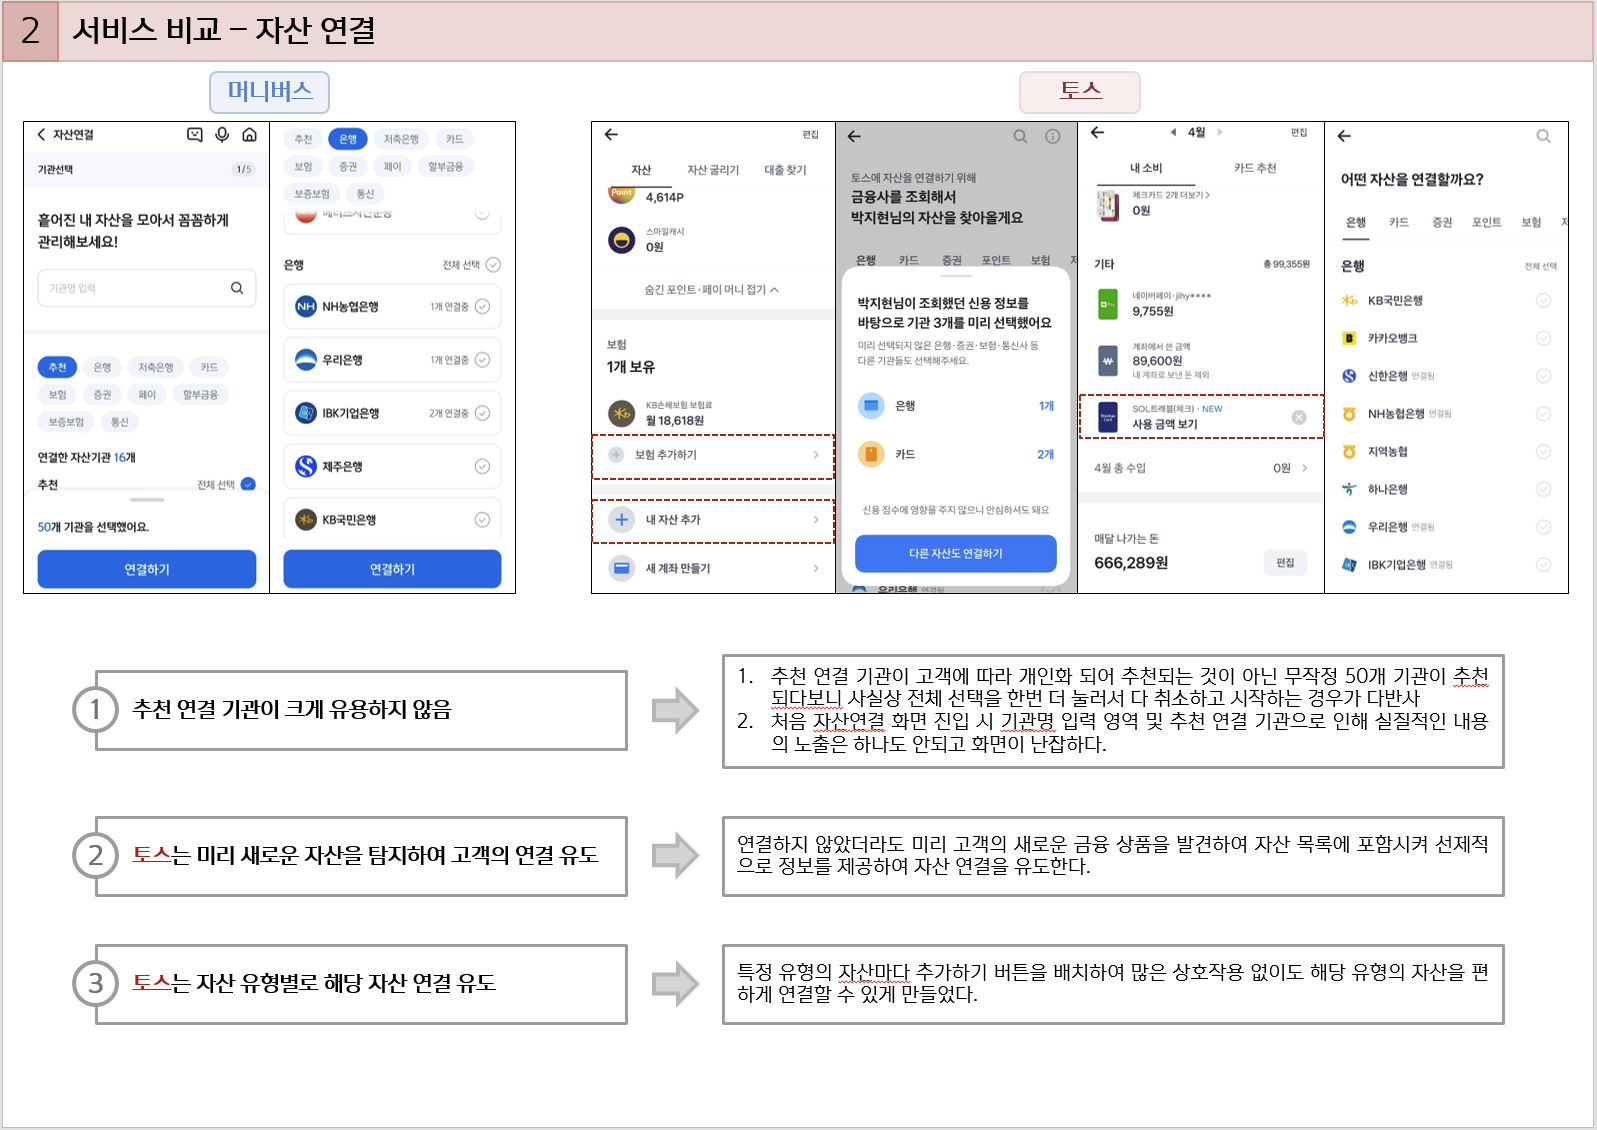 2
서비스 비교 – 자산 연결
머니버스
토스
자산연결
기관선택
1/5
흩어진 내 자산을 모아서 꼼꼼하게
관리해보세요!
기관명 입력
추천
은행
저축은행
카드
보험
증권
페이
할부금융
보증보험
통신
연결한 자산기관 16개
추천
전체 선택
50개 기관을 선택했어요.
연결하기
추천
은행
저축은행
카드
보험
증권
페이
할부금융
보증보험
통신
은행
전체 선택
NH농협은행
1개 연결중
우리은행
1개 연결중
IBK기업은행
2개 연결중
제주은행
KB국민은행
연결하기
편집
자산
자산 굴리기
대출 찾기
Point
4,614P
스마일캐시
0원
숨긴 포인트·페이 머니 접기
보험
1개 보유
KB손해보험 보험료
월 18,618원
보험 추가하기
내 자산 추가
새 계좌 만들기
토스에 자산을 연결하기 위해
금융사를 조회해서
박지현님의 자산을 찾아올게요
은행
카드
증권
포인트
보험
박지현님이 조회했던 신용 정보를
바탕으로 기관 3개를 미리 선택했어요
미리 선택되지 않은 은행·증권·보험·통신사 등
다른 기관들도 선택해주세요.
은행
1개
카드
2개
신용 점수에 영향을 주지 않으니 안심하셔도 돼요
다른 자산도 연결하기
우리은행 연결됨
4월
편집
내 소비
카드 추천
체크카드 2개 더보기
0원
기타
총 99,355원
네이버페이·jihy****
9,755원
계좌에서 쓴 금액
89,600원
내 계좌로 보낸 돈 제외
SOL트래블(체크)·NEW
사용 금액 보기
4월 총 수입
0원
매달 나가는 돈
666,289원
편집
어떤 자산을 연결할까요?
은행
카드
증권
포인트
보험
은행
전체 선택
KB국민은행
카카오뱅크
신한은행 연결됨
NH농협은행 연결됨
지역농협
하나은행
우리은행 연결됨
IBK기업은행 연결됨
1
추천 연결 기관이 크게 유용하지 않음
1. 추천 연결 기관이 고객에 따라 개인화 되어 추천되는 것이 아닌 무작정 50개 기관이 추천
되다보니 사실상 전체 선택을 한번 더 눌러서 다 취소하고 시작하는 경우가 다반사
2. 처음 자산연결 화면 진입 시 기관명 입력 영역 및 추천 연결 기관으로 인해 실질적인 내용
의 노출은 하나도 안되고 화면이 난잡하다.
2
토스는 미리 새로운 자산을 탐지하여 고객의 연결 유도
연결하지 않았더라도 미리 고객의 새로운 금융 상품을 발견하여 자산 목록에 포함시켜 선제적
으로 정보를 제공하여 자산 연결을 유도한다.
3
토스는 자산 유형별로 해당 자산 연결 유도
특정 유형의 자산마다 추가하기 버튼을 배치하여 많은 상호작용 없이도 해당 유형의 자산을 편
하게 연결할 수 있게 만들었다.